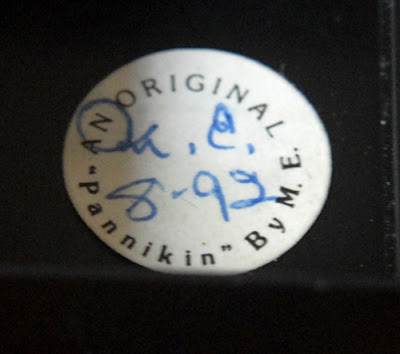 AN ORIGINAL
"Pannikin" By M. E.
8-92